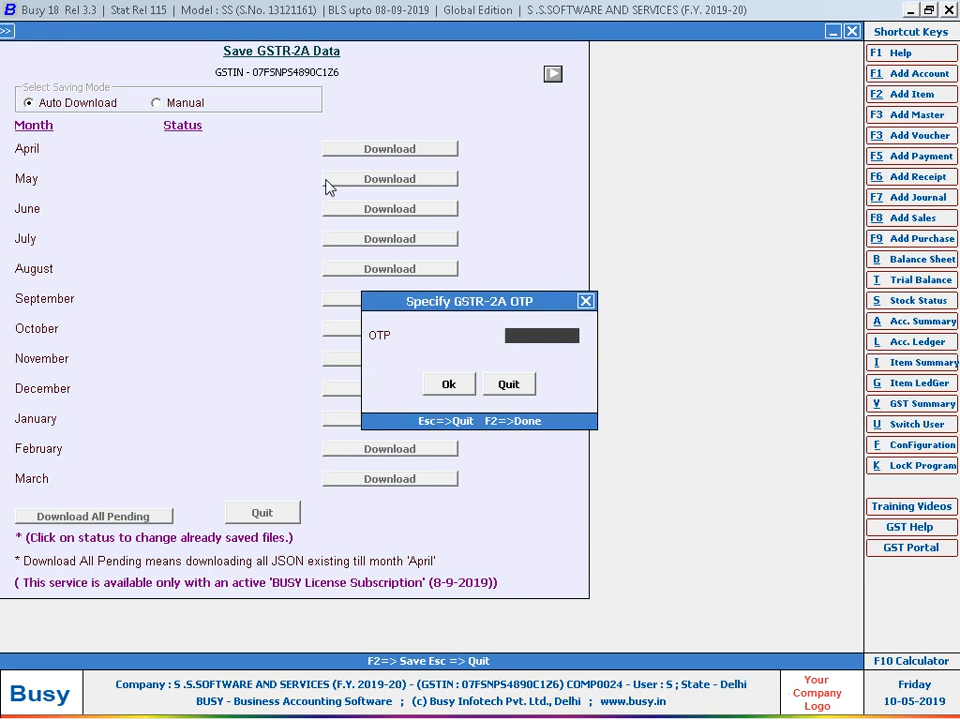 Busy 18 Rel 3.3 | Stat Rel 115 | Model : SS (S.No. 13121161) | BLS upto 08-09-2019 | Global Edition | S .S.SOFTWARE AND SERVICES (F.Y. 2019-20)
>>
Save GSTR-2A Data
GSTIN - 07FSNPS4890C1Z6
Select Saving Mode
Auto Download Manual
Month Status
April Download
May Download
June Download
July Download
August Download
September
October
November
December
January
February Download
March Download
Specify GSTR-2A OTP
OTP
Ok Quit
Esc=>Quit F2=>Done
Download All Pending Quit
* (Click on status to change already saved files.)
* Download All Pending means downloading all JSON existing till month 'April'
( This service is available only with an active 'BUSY License Subscription' (8-9-2019))
F2=> Save Esc => Quit
Shortcut Keys
F1 Help
F1 Add Account
F2 Add Item
F3 Add Master
F3 Add Voucher
F5 Add Payment
F6 Add Receipt
F7 Add Journal
F8 Add Sales
F9 Add Purchase
B Balance Sheet
T Trial Balance
S Stock Status
A Acc. Summary
L Acc. Ledger
I Item Summary
G Item LedGer
Y GST Summary
U Switch User
F ConFiguration
K LocK Program
Training Videos
GST Help
GST Portal
F10 Calculator
Busy
Company : S .S.SOFTWARE AND SERVICES (F.Y. 2019-20) - (GSTIN : 07FSNPS4890C1Z6) COMP0024 - User : S ; State - Delhi
BUSY - Business Accounting Software ; (c) Busy Infotech Pvt. Ltd., Delhi ; www.busy.in
Your
Company
Logo
Friday
10-05-2019